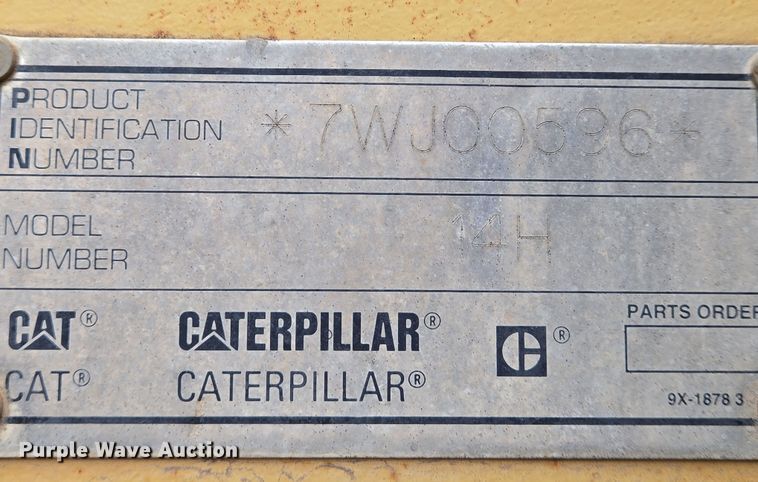 PRODUCT
IDENTIFICATION
NUMBER
*7WJ00596*
MODEL
NUMBER
14H
CAT® CATERPILLAR® C® PARTS ORDER
CAT® CATERPILLAR®
9X-1878 3
Purple Wave Auction